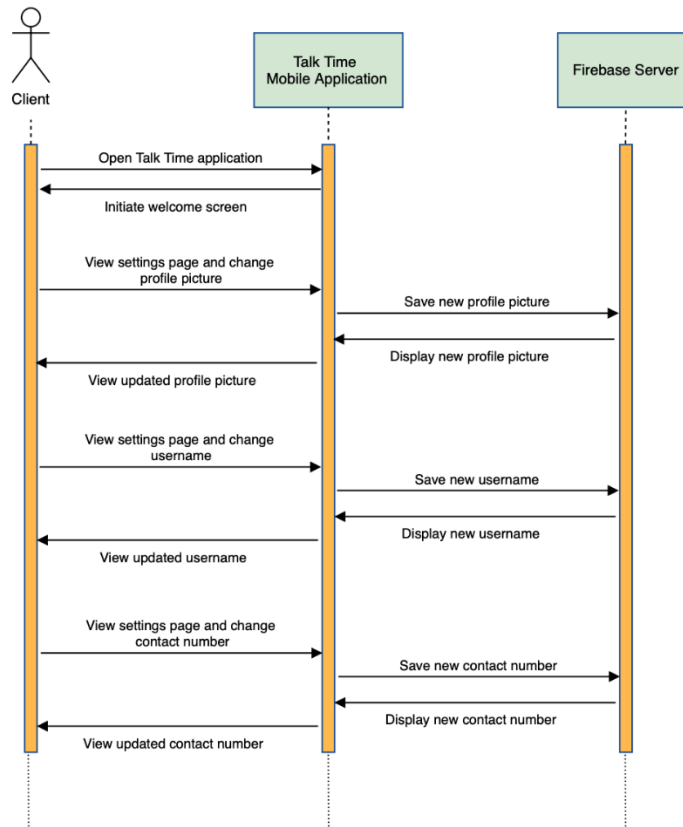 Talk Time
Mobile Application
Firebase Server
Client
Open Talk Time application
Initiate welcome screen
View settings page and change
profile picture
Save new profile picture
Display new profile picture
View updated profile picture
View settings page and change
username
Save new username
Display new username
View updated username
View settings page and change
contact number
Save new contact number
Display new contact number
View updated contact number